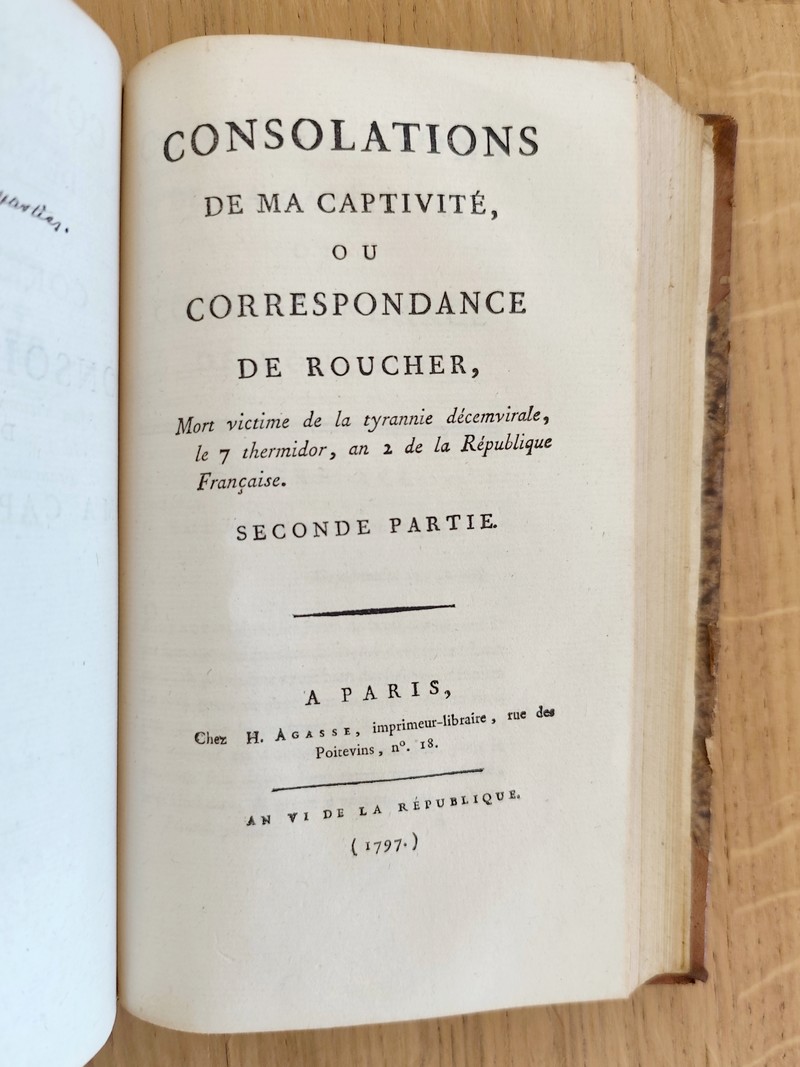 CONSOLATIONS
DE MA CAPTIVITÉ,
OU
CORRESPONDANCE
DE ROUCHER,
Mort victime de la tyrannie décemvirale,
le 7 thermidor, an 2 de la République
Française.
SECONDE PARTIE.
A PARIS,
Chez H. AGASSE, imprimeur-libraire, rue des
Poitevins, n°. 18.
AN VI DE LA RÉPUBLIQUE.
(1797.)